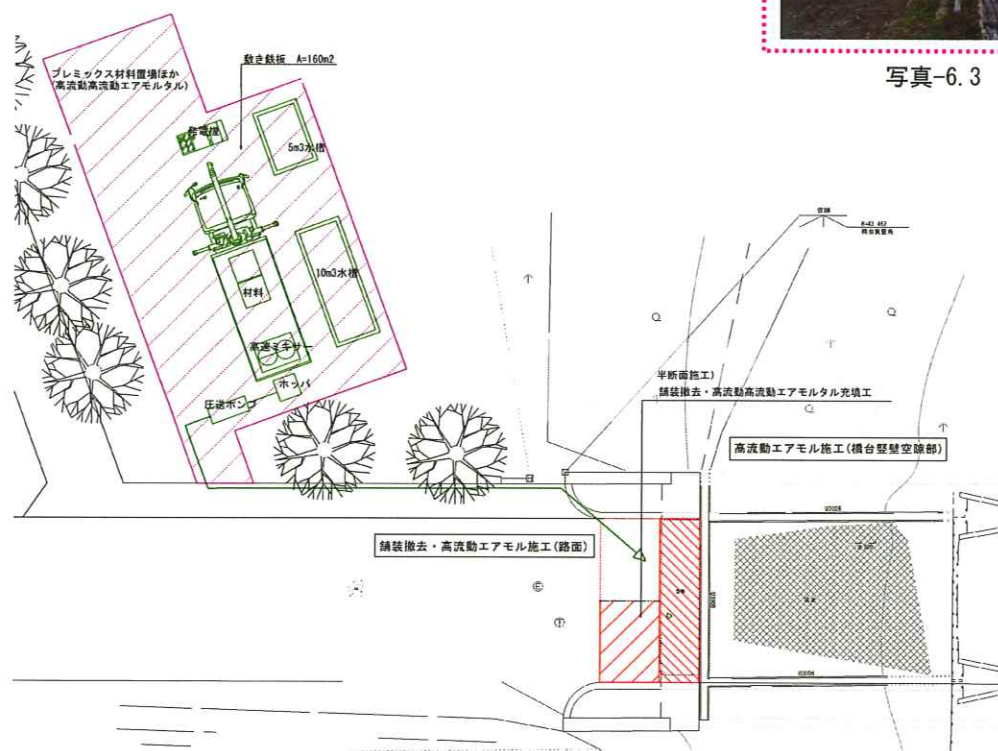 写真-6.3
敷き鉄板 A=160m2
プレミックス材料置場ほか
(高流動高流動エアモルタル)
発電機
5m3水槽
10m3水槽
材料
高速ミキサー
ホッパ
圧送ポンプ
半断面施工)
舗装撤去・高流動高流動エアモルタル充填工
高流動エアモル施工(橋台竪壁空隙部)
舗装撤去・高流動エアモル施工(路面)